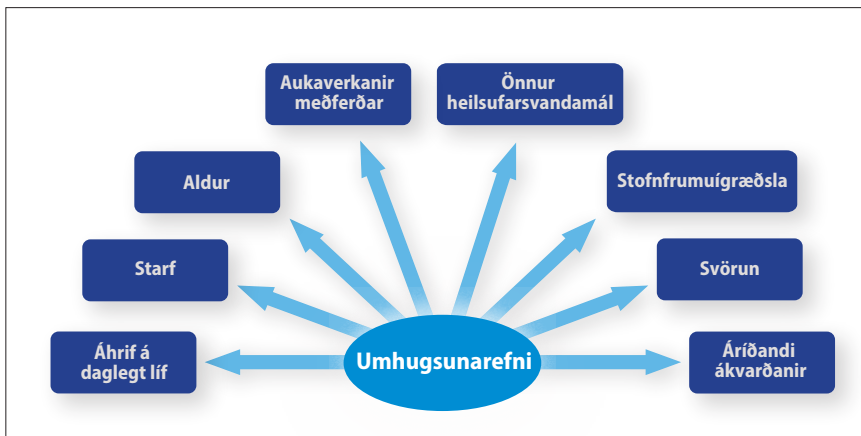 Aukaverkanir
meðferðar
Önnur
heilsufarsvandamál
Aldur
Stofnfrumuígræðsla
Starf
Svörun
Áhrif á
daglegt líf
Umhugsunarefni
Áríðandi
ákvarðanir